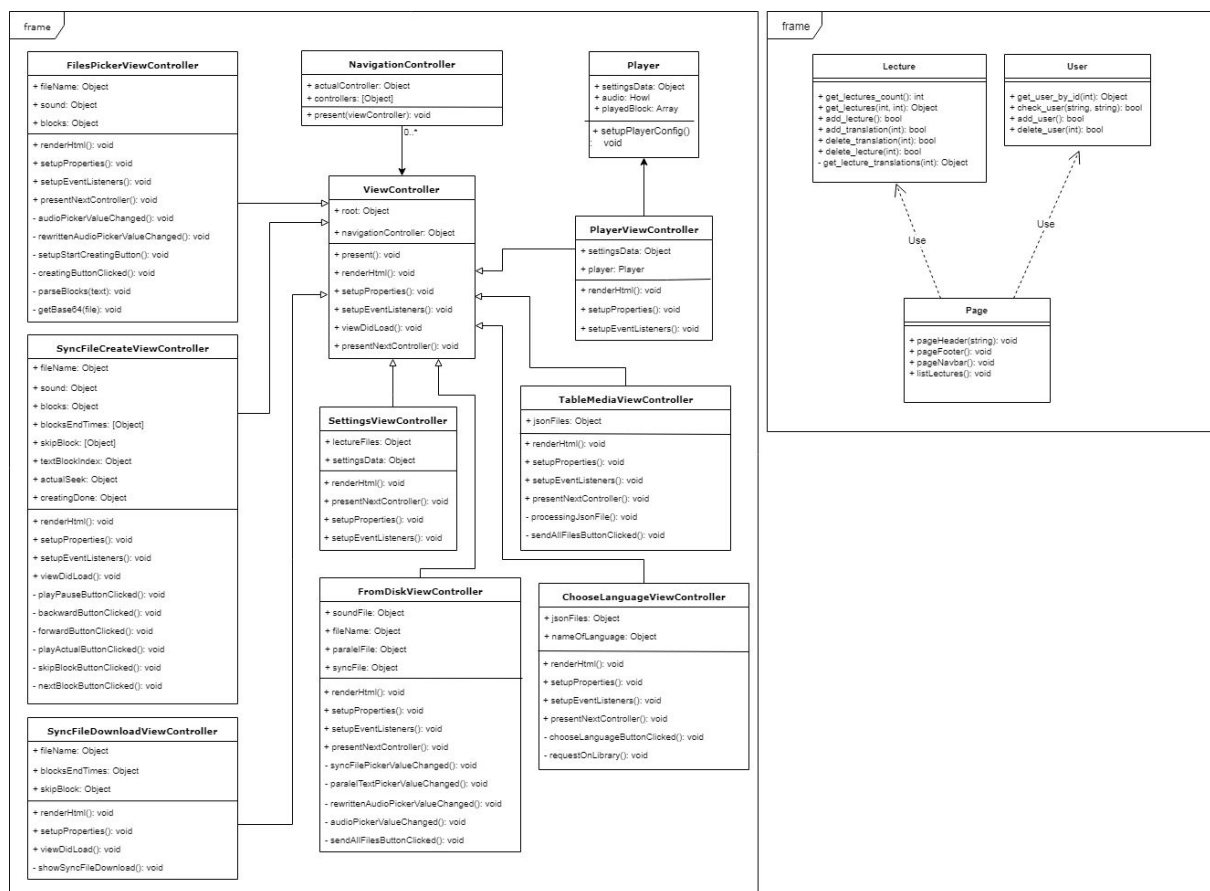 frame
FilesPickerViewController
+ fileName: Object
+ sound: Object
+ blocks: Object
+ renderHtml(): void
+ setupProperties(): void
+ setupEventListeners(): void
+ presentNextController(): void
- audioPickerValueChanged(): void
- rewrittenAudioPickerValueChanged(): void
- setupStartCreatingButton(): void
- creatingButtonClicked(): void
- parseBlocks(text): void
- getBase64(file): void
NavigationController
+ actualController: Object
+ controllers: [Object]
+ present(viewController): void
0..*
Player
+ settingsData: Object
+ audio: Howl
+ playedBlock: Array
+ setupPlayerConfig()
: void
ViewController
+ root: Object
+ navigationController: Object
+ present(): void
+ renderHtml(): void
+ setupProperties(): void
+ setupEventListeners(): void
+ viewDidLoad(): void
+ presentNextController(): void
PlayerViewController
+ settingsData: Object
+ player: Player
+ renderHtml(): void
+ setupProperties(): void
+ setupEventListeners(): void
SyncFileCreateViewController
+ fileName: Object
+ sound: Object
+ blocks: Object
+ blocksEndTimes: [Object]
+ skipBlock: [Object]
+ textBlockIndex: Object
+ actualSeek: Object
+ creatingDone: Object
+ renderHtml(): void
+ setupProperties(): void
+ setupEventListeners(): void
+ viewDidLoad(): void
- playPauseButtonClicked(): void
- backwardButtonClicked(): void
- forwardButtonClicked(): void
- playActualButtonClicked(): void
- skipBlockButtonClicked(): void
- nextBlockButtonClicked(): void
SettingsViewController
+ lectureFiles: Object
+ settingsData: Object
+ renderHtml(): void
+ presentNextController(): void
+ setupProperties(): void
+ setupEventListeners(): void
TableMediaViewController
+ jsonFiles: Object
+ renderHtml(): void
+ setupProperties(): void
+ setupEventListeners(): void
+ presentNextController(): void
- processingJsonFile(): void
- sendAllFilesButtonClicked(): void
FromDiskViewController
+ soundFile: Object
+ fileName: Object
+ paralelFile: Object
+ syncFile: Object
+ renderHtml(): void
+ setupProperties(): void
+ setupEventListeners(): void
+ presentNextController(): void
- syncFilePickerValueChanged(): void
- paralelTextPickerValueChanged(): void
- rewrittenAudioPickerValueChanged(): void
- audioPickerValueChanged(): void
- sendAllFilesButtonClicked(): void
ChooseLanguageViewController
+ jsonFiles: Object
+ nameOfLanguage: Object
+ renderHtml(): void
+ setupProperties(): void
+ setupEventListeners(): void
+ presentNextController(): void
- chooseLanguageButtonClicked(): void
- requestOnLibrary(): void
SyncFileDownloadViewController
+ fileName: Object
+ blocksEndTimes: Object
+ skipBlock: Object
+ renderHtml(): void
+ setupProperties(): void
+ viewDidLoad(): void
- showSyncFileDownload(): void
frame
Lecture
+ get_lectures_count(): int
+ get_lectures(int, int): Object
+ add_lecture(): bool
+ add_translation(int): bool
+ delete_translation(int): bool
+ delete_lecture(int): bool
- get_lecture_translations(int): Object
User
+ get_user_by_id(int): Object
+ check_user(string, string): bool
+ add_user(): bool
+ delete_user(int): bool
Use
Use
Page
+ pageHeader(string): void
+ pageFooter(): void
+ pageNavbar(): void
+ listLectures(): void